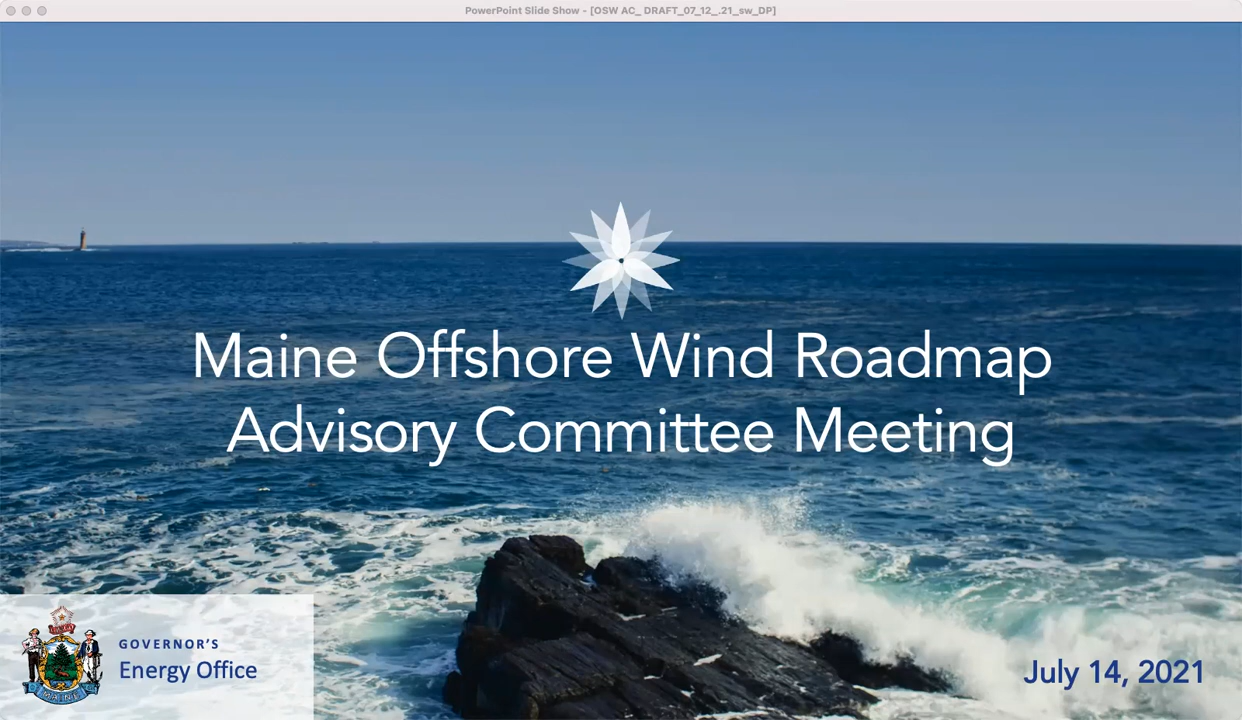 PowerPoint Slide Show - [OSW AC_ DRAFT_07_12_.21_sw_DP]
Maine Offshore Wind Roadmap
Advisory Committee Meeting
GOVERNOR'S
Energy Office
MAINE
July 14, 2021